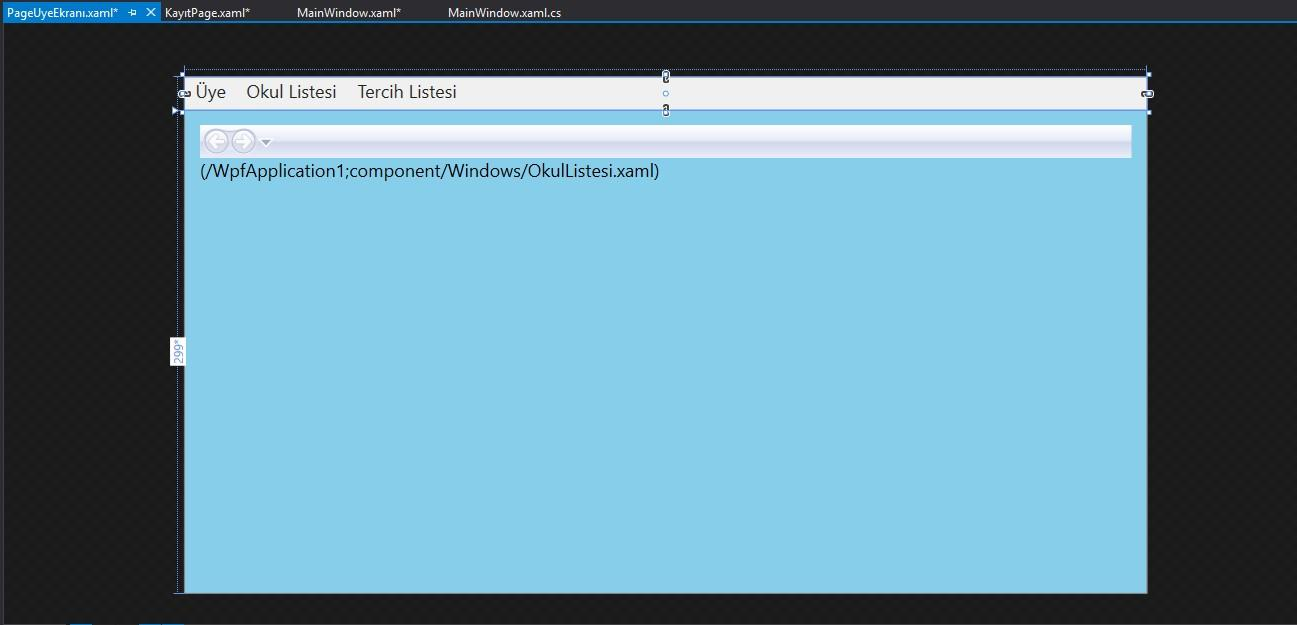 PageUyeEkranı.xaml* KayıtPage.xaml* MainWindow.xaml* MainWindow.xaml.cs
Üye Okul Listesi Tercih Listesi
(/WpfApplication1;component/Windows/OkulListesi.xaml)
299*